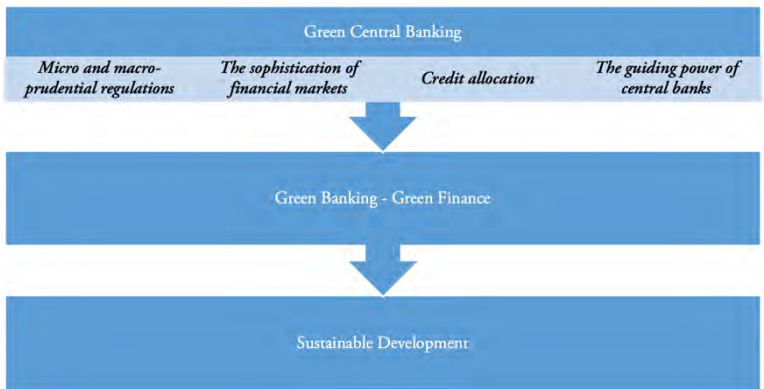 Green Central Banking
Micro and macro-
prudential regulations
The sophistication of
financial markets
Credit allocation
The guiding power of
central banks
Green Banking - Green Finance
Sustainable Development